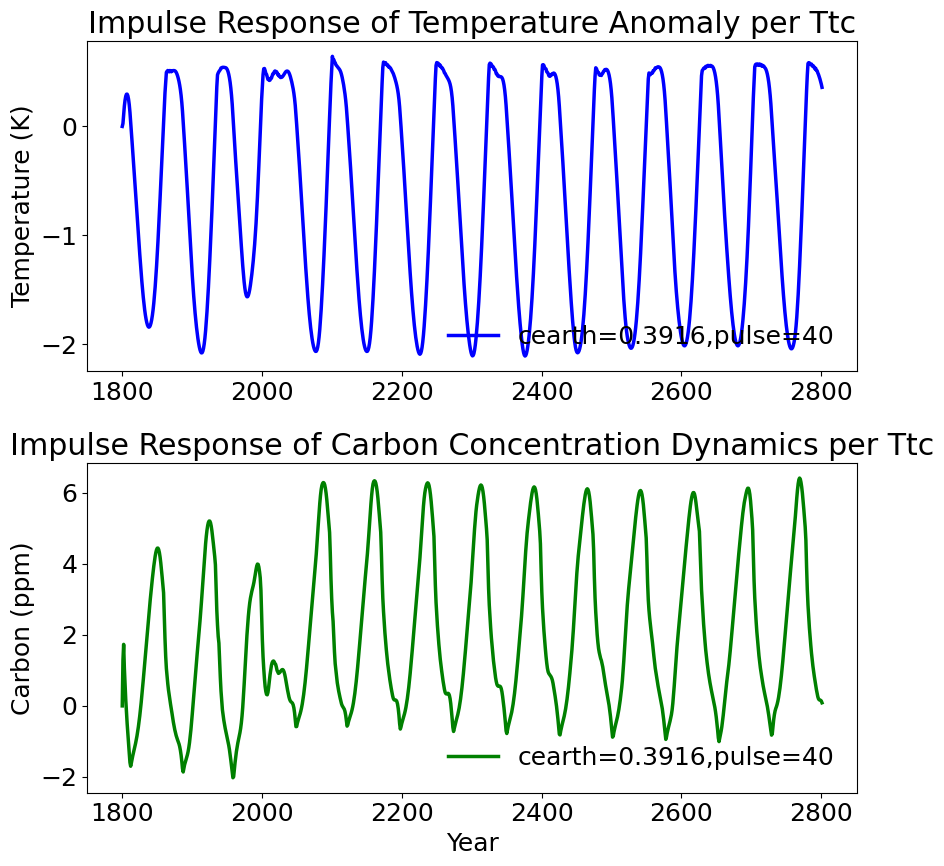 Impulse Response of Temperature Anomaly per Ttc
Temperature (K)
0
−1
−2
cearth=0.3916,pulse=40
1800 2000 2200 2400 2600 2800
Impulse Response of Carbon Concentration Dynamics per Ttc
Carbon (ppm)
6
4
2
0
−2
cearth=0.3916,pulse=40
1800 2000 2200 2400 2600 2800
Year